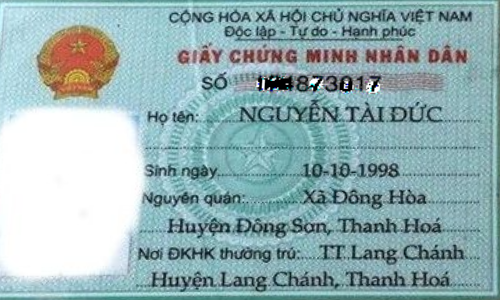 CỘNG HÒA XÃ HỘI CHỦ NGHĨA VIỆT NAM
Độc lập - Tự do - Hạnh phúc
GIẤY CHỨNG MINH NHÂN DÂN
SỐ
Họ tên: NGUYỄN TÀI ĐỨC
Sinh ngày 10-10-1998
Nguyên quán: Xã Đông Hòa
Huyện Đông Sơn, Thanh Hoá
Nơi ĐKHK thường trú: TT Lang Chánh
Huyện Lang Chánh, Thanh Hoá